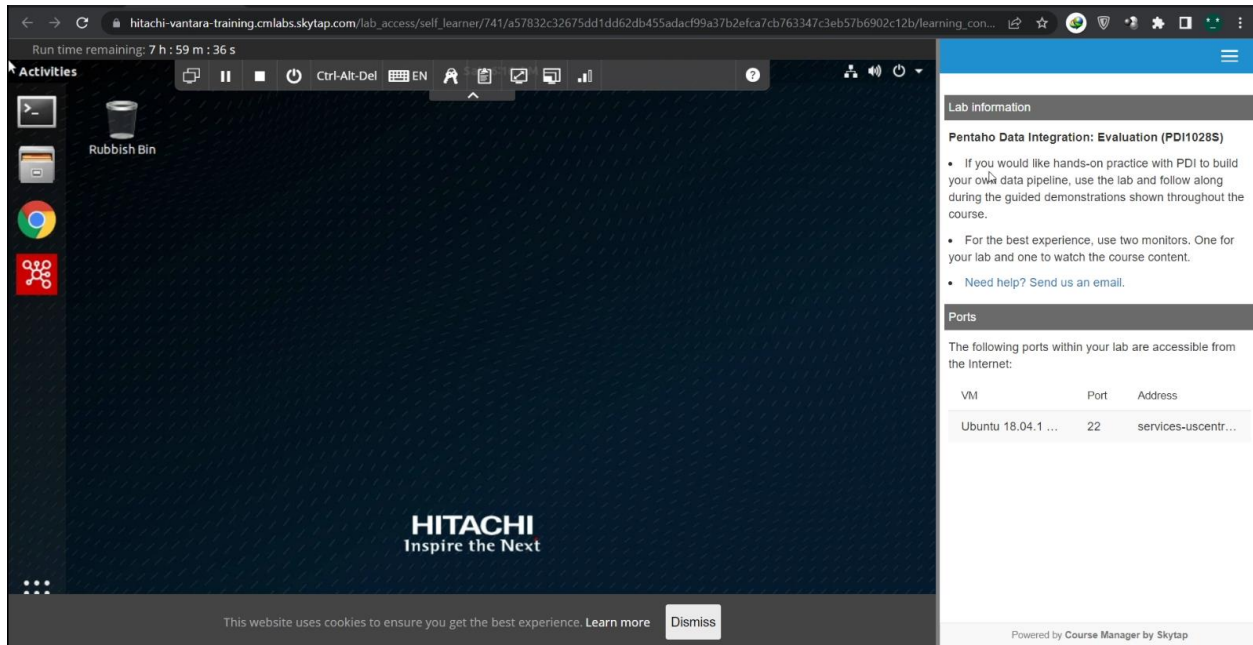 hitachi-vantara-training.cmlabs.skytap.com/lab_access/self_learner/741/a57832c32675dd1dd62db455adacf99a37b2efca7cb763347c3eb57b6902c12b/learning_con...
Run time remaining: 7 h : 59 m : 36 s
Activities
Ctrl-Alt-Del
EN
?
Rubbish Bin
HITACHI
Inspire the Next
This website uses cookies to ensure you get the best experience. Learn more
Dismiss
Lab information
Pentaho Data Integration: Evaluation (PDI1028S)
• If you would like hands-on practice with PDI to build
your own data pipeline, use the lab and follow along
during the guided demonstrations shown throughout the
course.
• For the best experience, use two monitors. One for
your lab and one to watch the course content.
• Need help? Send us an email.
Ports
The following ports within your lab are accessible from
the Internet:
VM Port Address
Ubuntu 18.04.1 ... 22 services-uscentr...
Powered by Course Manager by Skytap